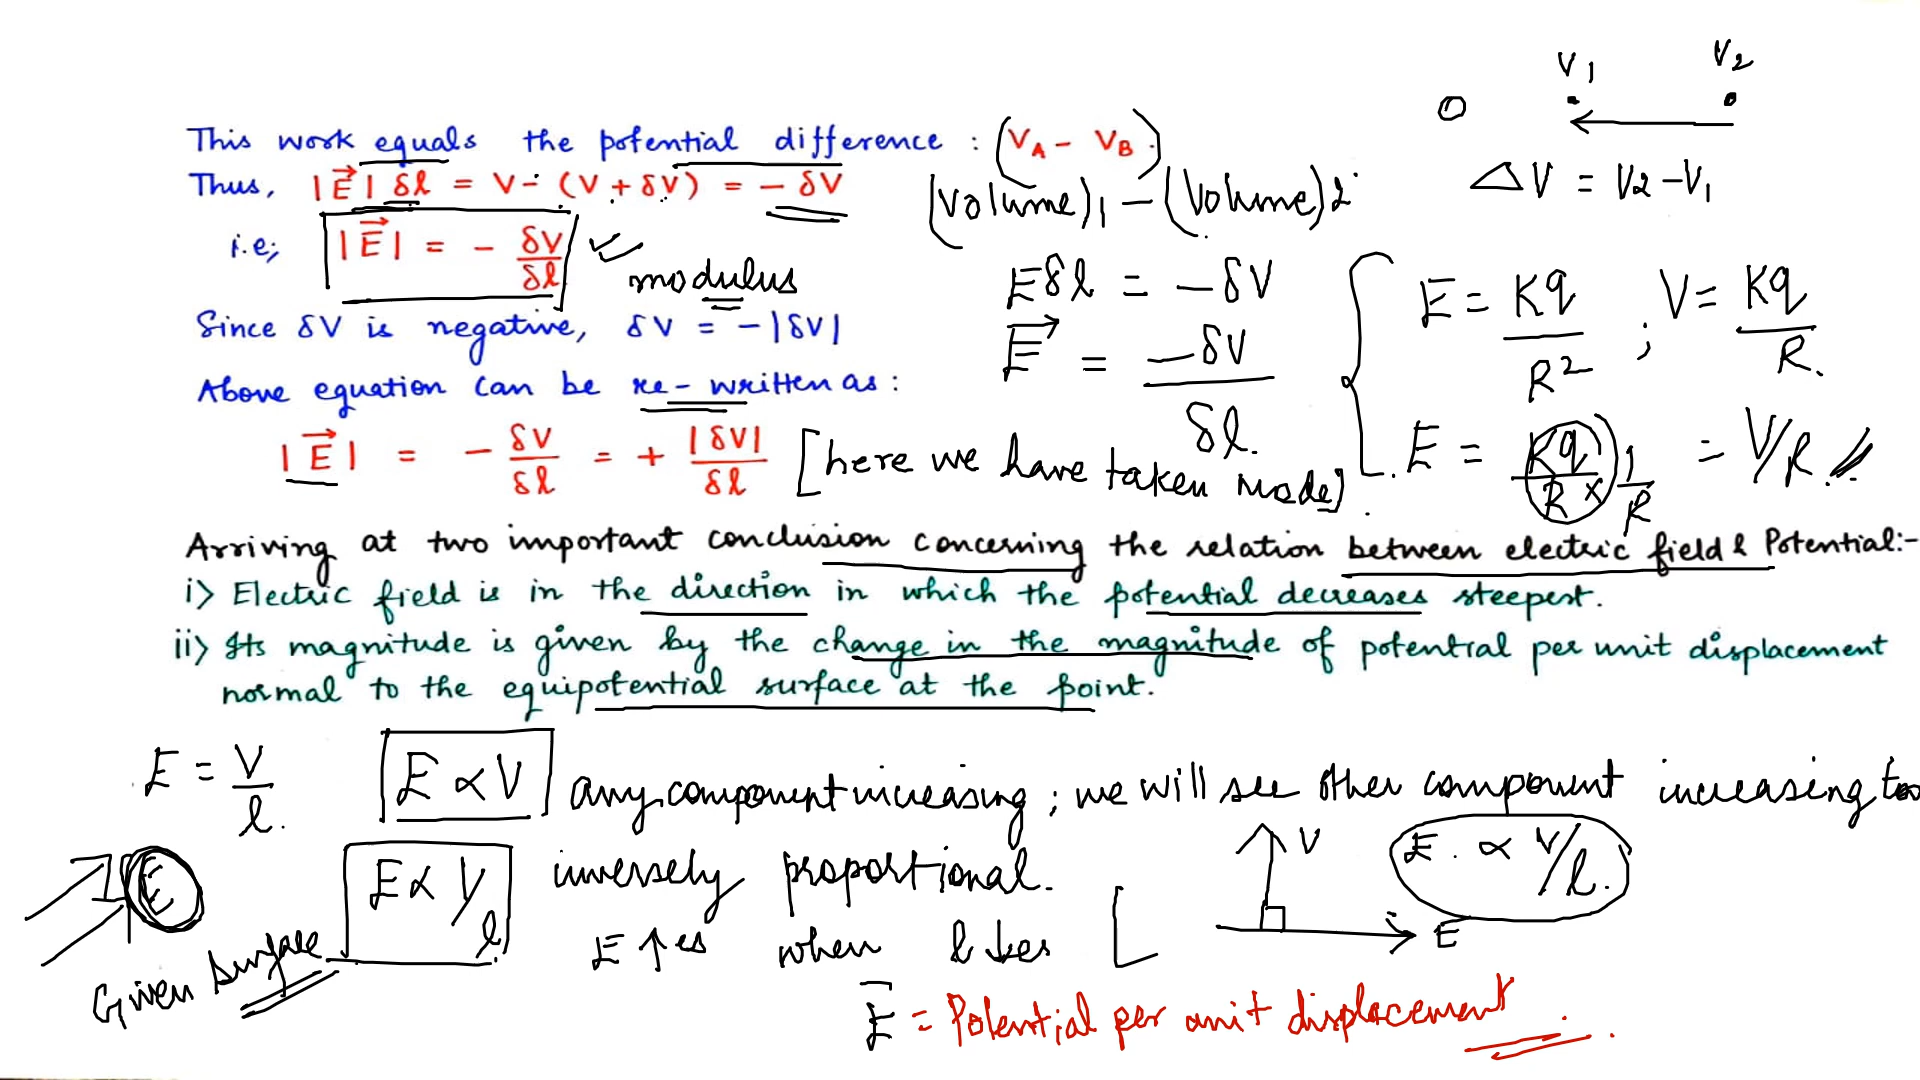 V1 V2
O
This work equals the potential difference : (VA - VB)
Thus, |E⃗| δl = V - (V + δV) = - δV
(Volume)1 - (Volume)2
△V = V2 - V1
i.e; |E⃗| = - δV/δl
modulus
Eδl = - δV
E = Kq/R² ; V = Kq/R.
Since δV is negative, δV = - |δV|
E⃗ = - δV/δl.
Above equation can be re-written as :
|E⃗| = - δV/δl = + |δV|/δl [here we have taken mode].
E = Kq/R × 1/R = V/R
Arriving at two important conclusion concerning the relation between electric field & Potential:-
i) Electric field is in the direction in which the potential decreases steepest.
ii) Its magnitude is given by the change in the magnitude of potential per unit displacement
normal to the equipotential surface at the point.
E = V/l.
E ∝ V any component increasing ; we will see other component increasing too
E ∝ 1/l inversely proportional.
V
E ∝ V/l.
E
E
E ↑es when l ↓es
Given Surface
E = Potential per unit displacement